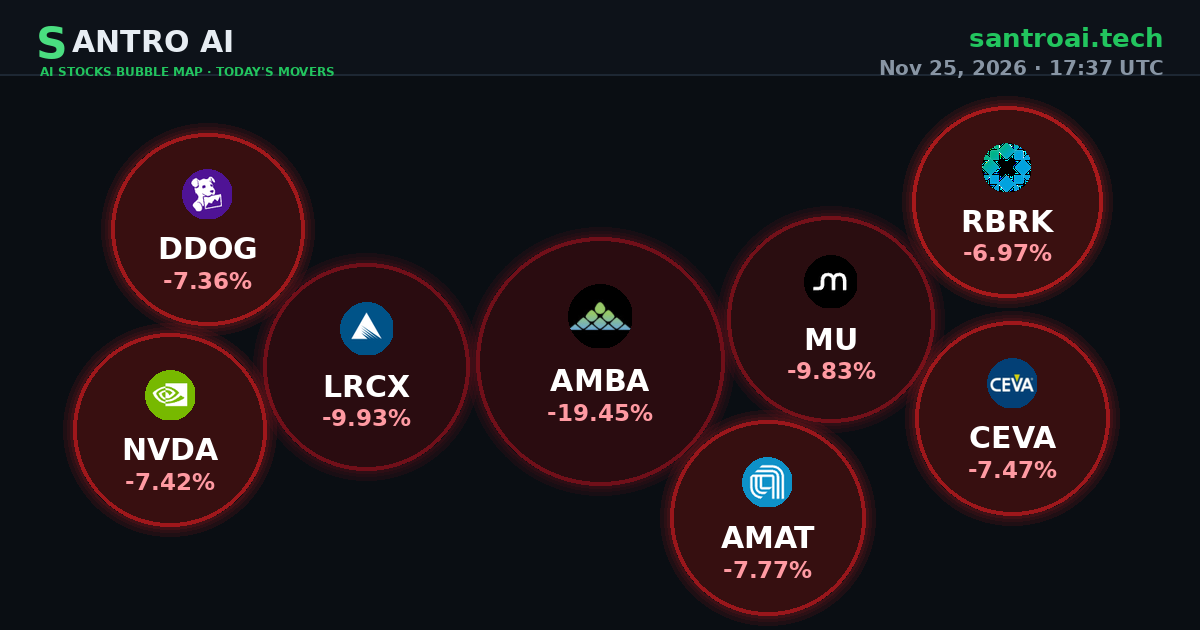 SANTRO AI
AI STOCKS BUBBLE MAP · TODAY'S MOVERS
santroai.tech
Nov 25, 2026 · 17:37 UTC
DDOG
-7.36%
NVDA
-7.42%
LRCX
-9.93%
AMBA
-19.45%
MU
-9.83%
AMAT
-7.77%
RBRK
-6.97%
CEVA
CEVA
-7.47%